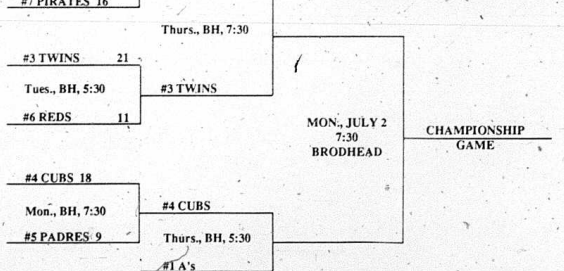 #7 PIRATES 16
Thurs., BH, 7:30
#3 TWINS 21
Tues., BH, 5:30
#3 TWINS
#6 REDS 11
MON., JULY 2
7:30
BRODHEAD
CHAMPIONSHIP
GAME
#4 CUBS 18
#4 CUBS
Mon., BH, 7:30
Thurs., BH, 5:30
#5 PADRES 9
#1 A's